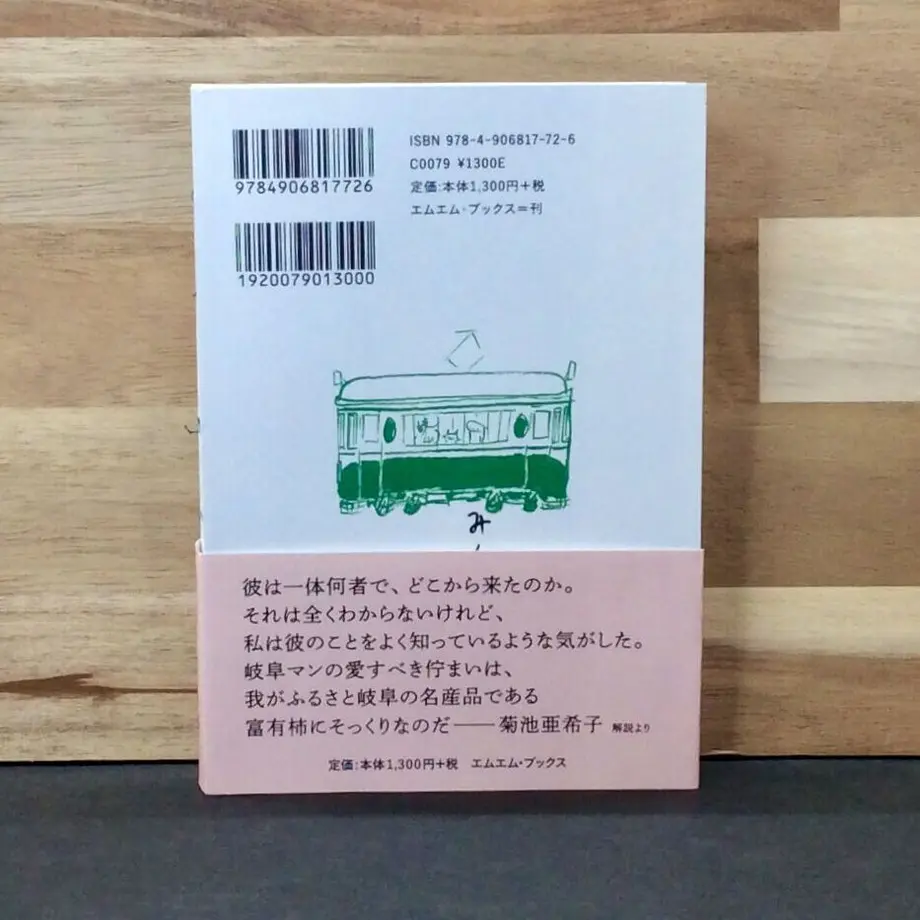 ISBN 978-4-906817-72-6
C0079 ¥1300E
定価:本体1,300円+税
エムエム・ブックス=刊
9784906817726
1920079013000
み
彼は一体何者で、どこから来たのか。
それは全くわからないけれど、
私は彼のことをよく知っているような気がした。
岐阜マンの愛すべき佇まいは、
我がふるさと岐阜の名産品である
富有柿にそっくりなのだ——菊池亜希子 解説より
定価:本体1,300円+税 エムエム・ブックス